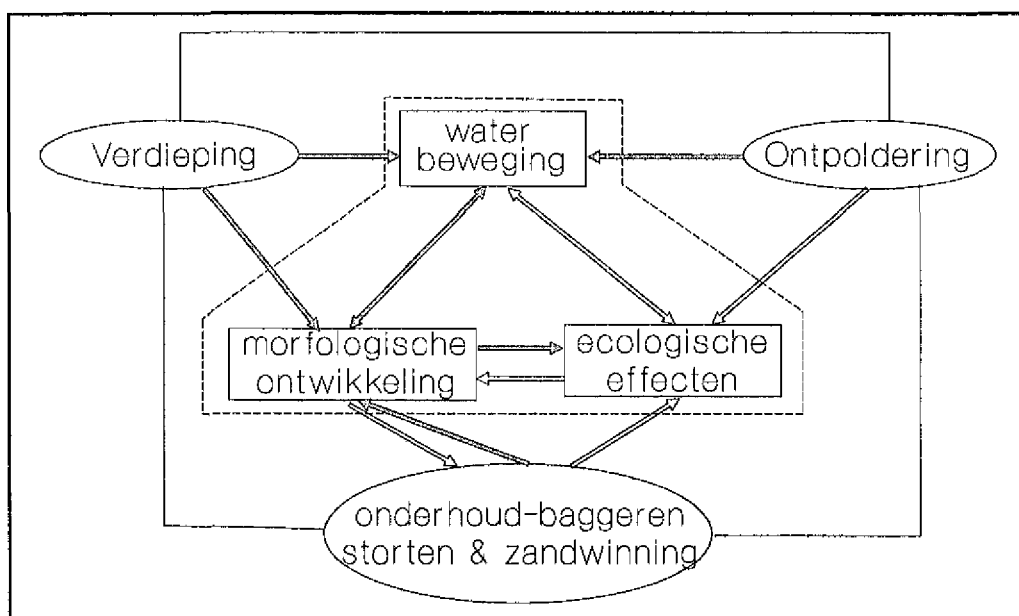 water
beweging
Verdieping
Ontpoldering
morfologische
ontwikkeling
ecologische
effecten
onderhoud-baggeren
storten & zandwinning